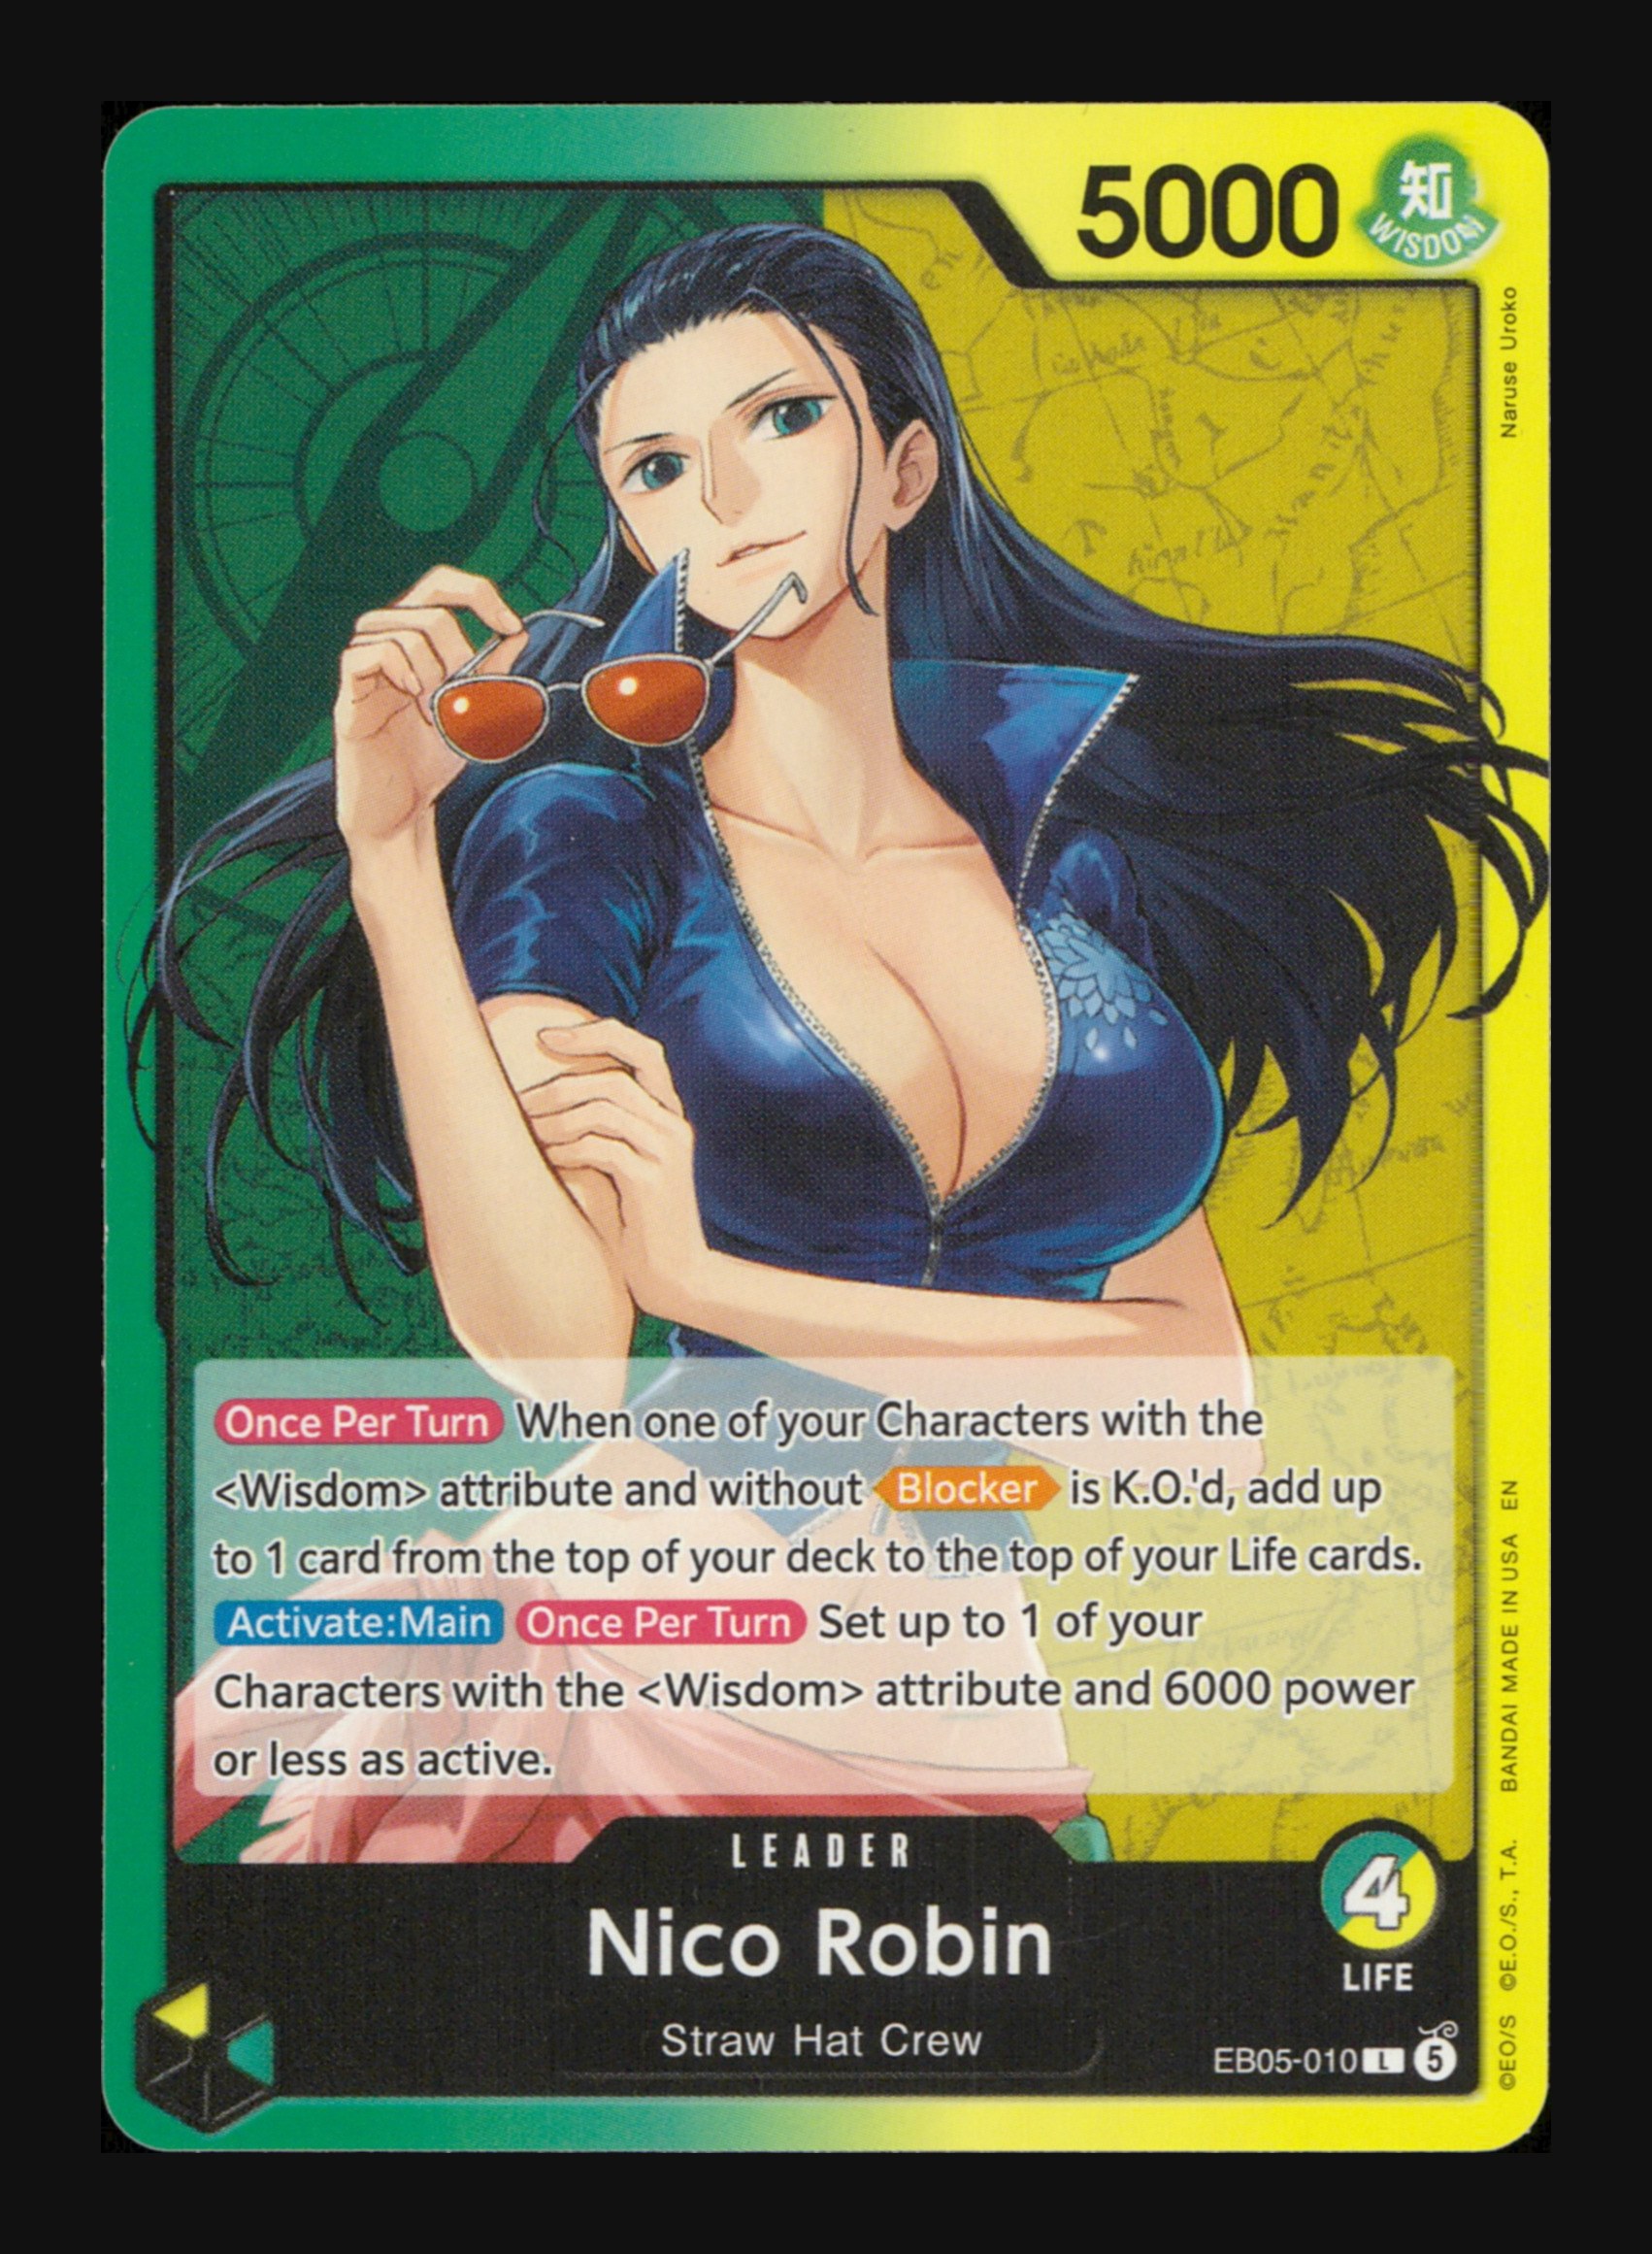 5000
知
WISDOM
Naruse Uroko
Once Per Turn When one of your Characters with the
<Wisdom> attribute and without Blocker is K.O.'d, add up
to 1 card from the top of your deck to the top of your Life cards.
Activate:Main Once Per Turn Set up to 1 of your
Characters with the <Wisdom> attribute and 6000 power
or less as active.
LEADER
Nico Robin
Straw Hat Crew
4
LIFE
EB05-010 L 5
©EO/S ©E.O./S., T.A. BANDAI MADE IN USA EN